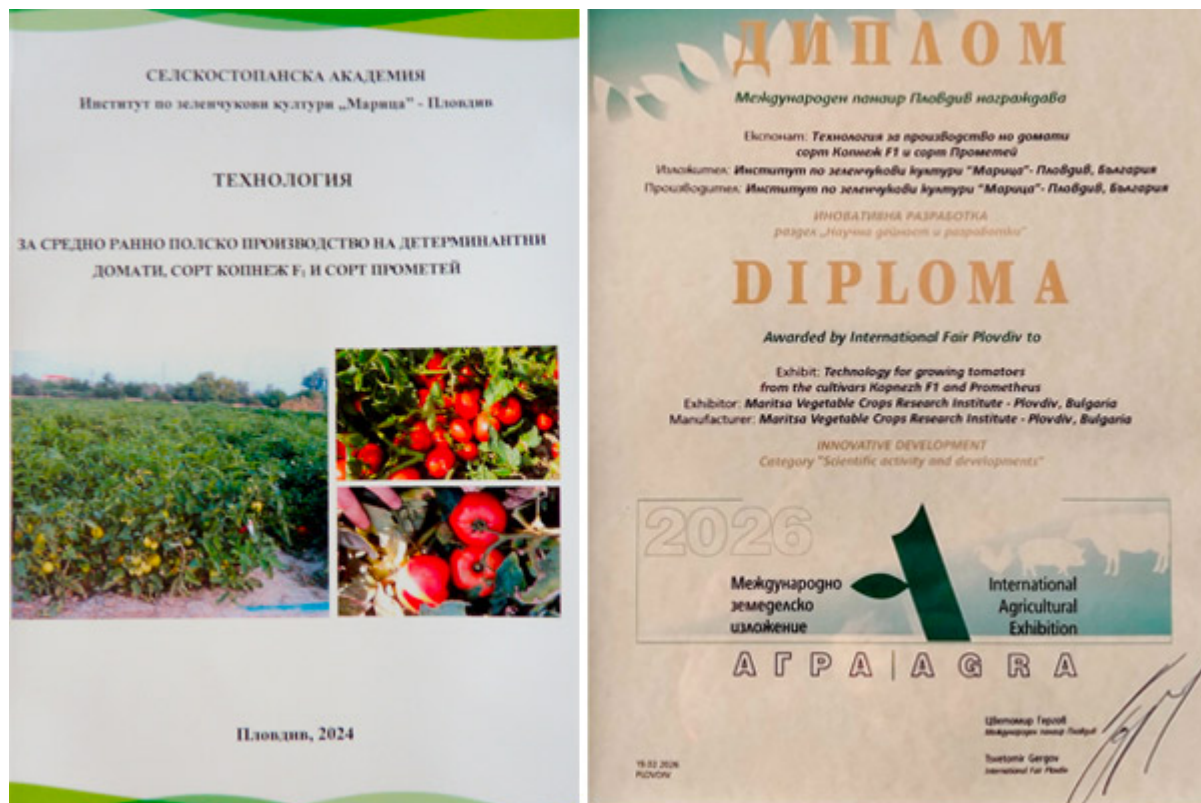 СЕЛСКОСТОПАНСКА АКАДЕМИЯ
Институт по зеленчукови култури „Марица” - Пловдив
ТЕХНОЛОГИЯ
ЗА СРЕДНО РАННО ПОЛСКО ПРОИЗВОДСТВО НА ДЕТЕРМИНАНТНИ
ДОМАТИ, СОРТ КОПНЕЖ F₁ И СОРТ ПРОМЕТЕЙ
Пловдив, 2024
ДИПЛОМ
Международен панаир Пловдив награждава
Експонат: Технология за производство но домати
сорт Копнеж F1 и сорт Прометей
Изложител: Институт по зеленчукови култури "Марица"- Пловдив, България
Производител: Институт по зеленчукови култури "Марица"- Пловдив, България
ИНОВАТИВНА РАЗРАБОТКА
раздел „Научна дейност и разработки"
DIPLOMA
Awarded by International Fair Plovdiv to
Exhibit: Technology for growing tomatoes
from the cultivars Kopnezh F1 and Prometheus
Exhibitor: Maritsa Vegetable Crops Research Institute - Plovdiv, Bulgaria
Manufacturer: Maritsa Vegetable Crops Research Institute - Plovdiv, Bulgaria
INNOVATIVE DEVELOPMENT
Category "Scientific activity and developments"
2026
Международно
земеделско
изложение
International
Agricultural
Exhibition
АГРА | AGRA
Цветомир Гергов
Международен панаир Пловдив
Tsvetomir Gergov
International Fair Plovdiv
19.02.2026
PLOVDIV